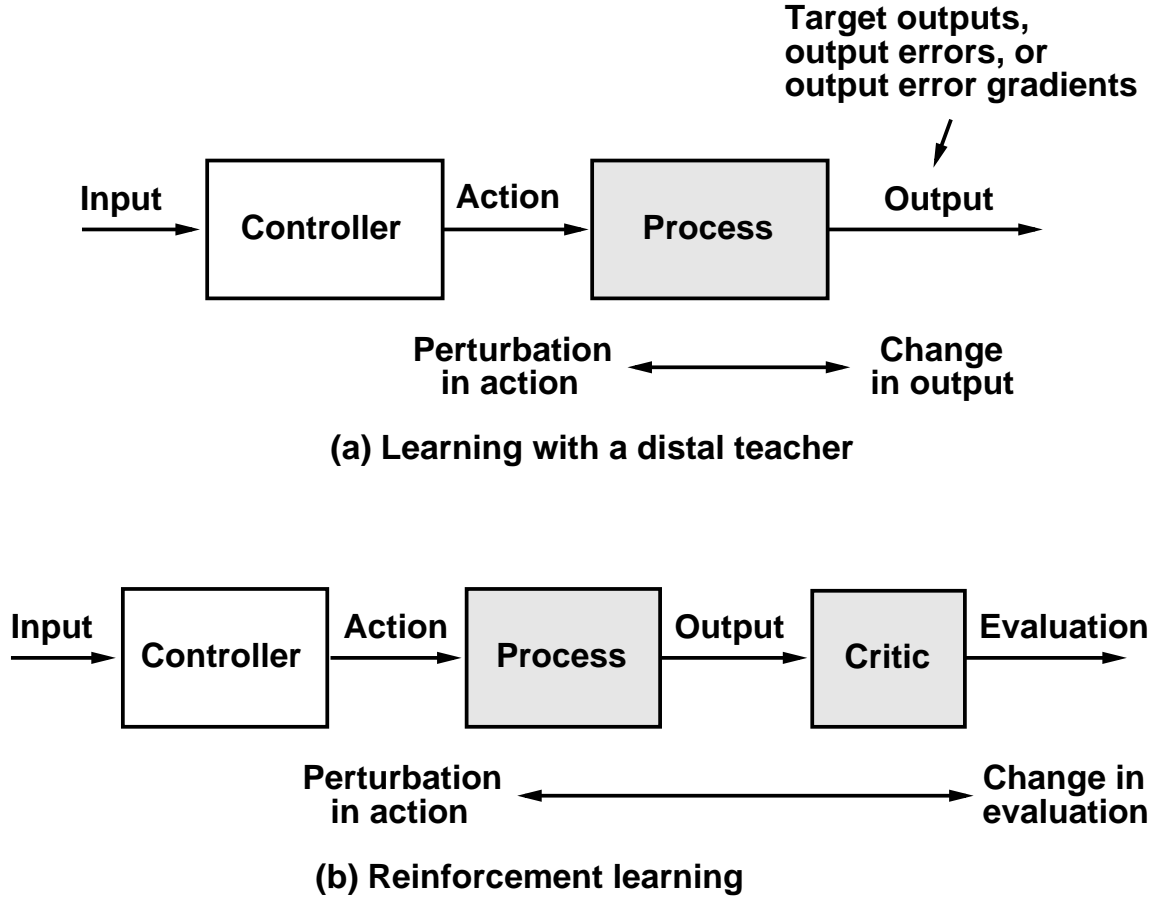 Target outputs,
output errors, or
output error gradients
Input
Controller
Action
Process
Output
Perturbation
in action
Change
in output
(a) Learning with a distal teacher
Input
Controller
Action
Process
Output
Critic
Evaluation
Perturbation
in action
Change in
evaluation
(b) Reinforcement learning